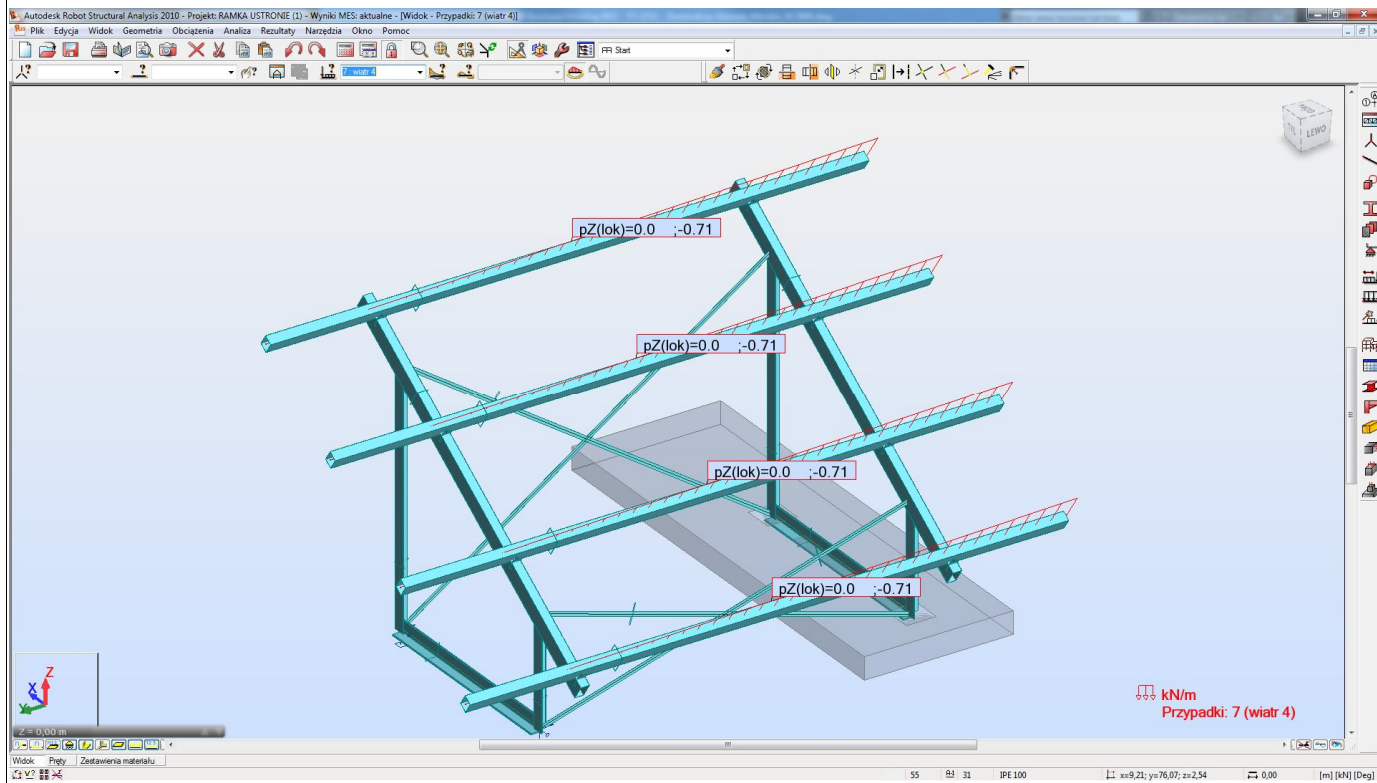 Autodesk Robot Structural Analysis 2010 - Projekt: RAMKA USTRONIE (1) - Wyniki MES: aktualne - [Widok - Przypadki: 7 (wiatr 4)]
Plik Edycja Widok Geometria Obciążenia Analiza Rezultaty Narzędzia Okno Pomoc
Start
7: wiatr 4
LEWO
pZ(lok)=0.0 ;-0.71
pZ(lok)=0.0 ;-0.71
pZ(lok)=0.0 ;-0.71
pZ(lok)=0.0 ;-0.71
Z
X
Y
kN/m
Przypadki: 7 (wiatr 4)
Z = 0,00 m
Widok Pręty Zestawienia materiału
55 31 IPE 100 x=9,21; y=76,07; z=2,54 0,00 [m] [kN] [Deg]